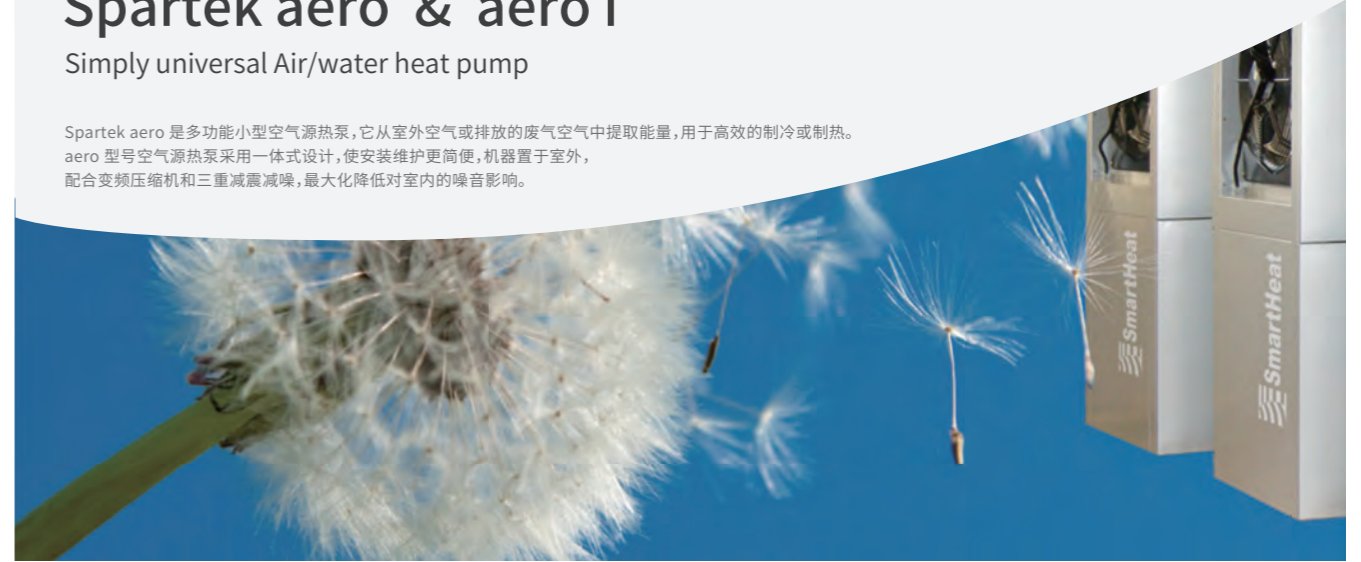 Spartek aero & aero i
Simply universal Air/water heat pump
Spartek aero 是多功能小型空气源热泵,它从室外空气或排放的废气空气中提取能量,用于高效的制冷或制热。
aero 型号空气源热泵采用一体式设计,使安装维护更简便,机器置于室外,
配合变频压缩机和三重减震减噪,最大化降低对室内的噪音影响。
SmartHeat
SmartHeat